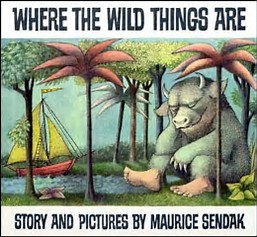 WHERE THE WILD THINGS ARE
STORY AND PICTURES BY MAURICE SENDAK